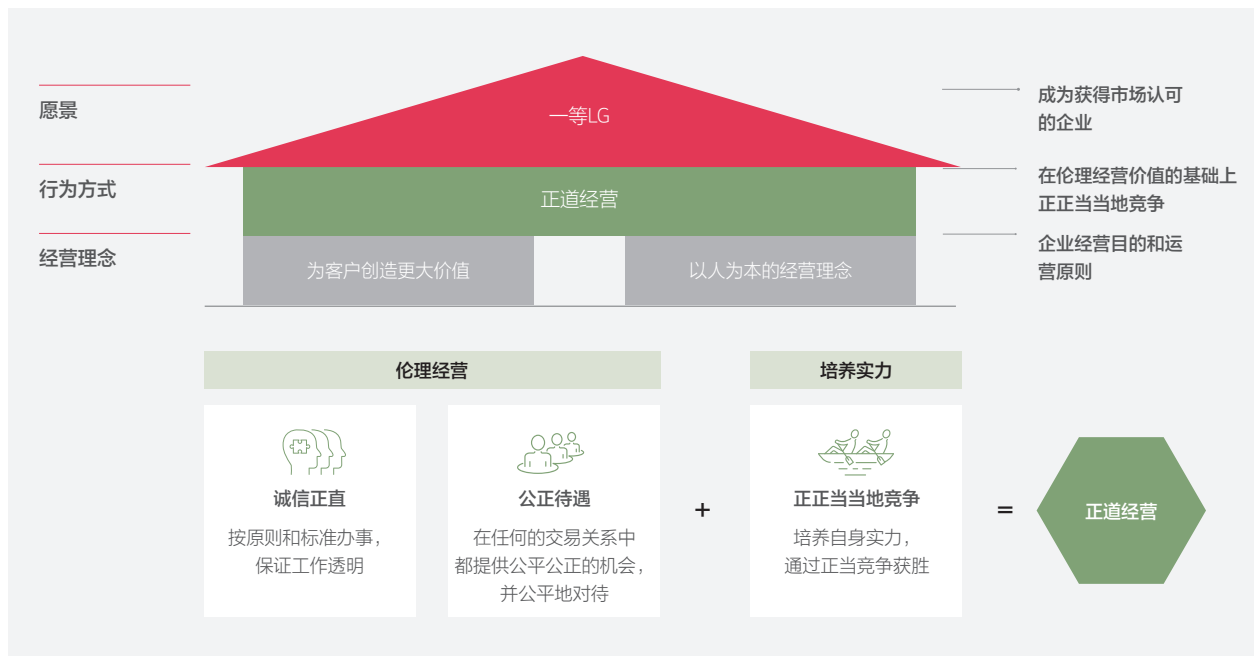 愿景
一等LG
成为获得市场认可
的企业
行为方式
正道经营
在伦理经营价值的基础上
正正当当地竞争
经营理念
为客户创造更大价值
以人为本的经营理念
企业经营目的和运
营原则
伦理经营
培养实力
诚信正直
按原则和标准办事，
保证工作透明
公正待遇
在任何的交易关系中
都提供公平公正的机会，
并公平地对待
+
正正当当地竞争
培养自身实力，
通过正当竞争获胜
=
正道经营